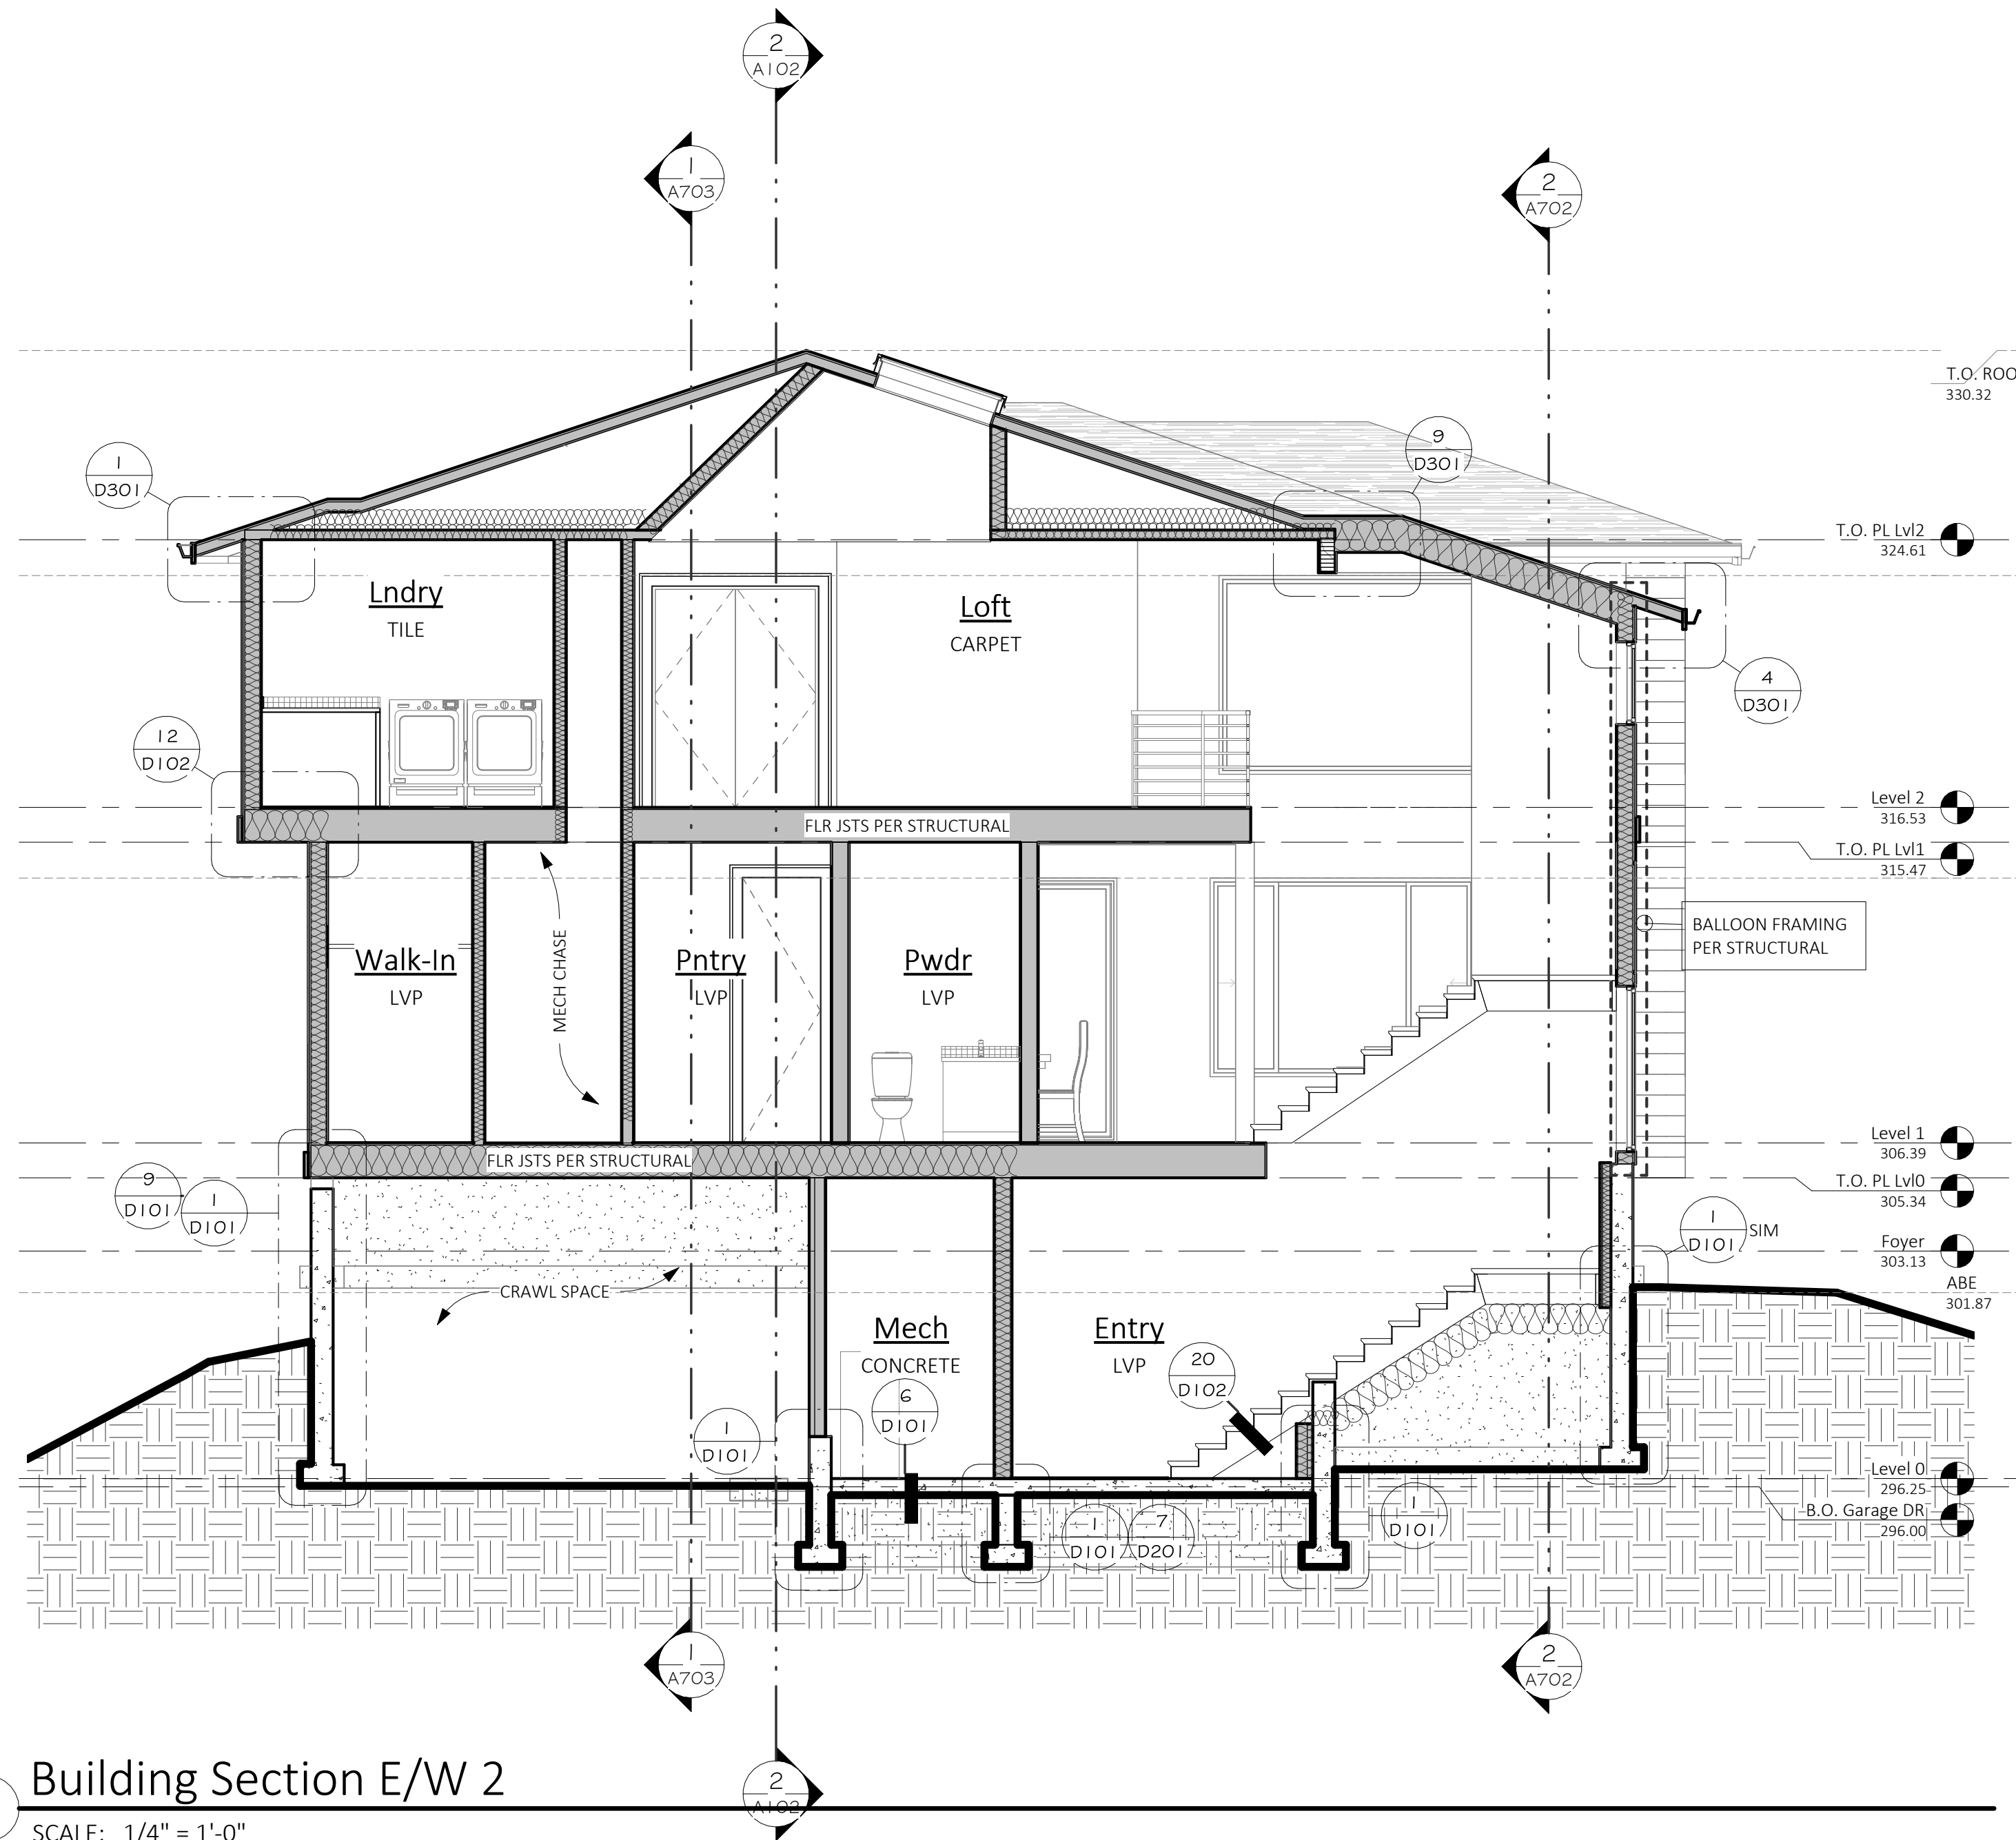 2
A102
1
A703
2
A702
T.O. ROO
330.32
9
D301
1
D301
T.O. PL Lvl2
324.61
Lndry
TILE
Loft
CARPET
4
D301
12
D102
Level 2
316.53
FLR JSTS PER STRUCTURAL
T.O. PL Lvl1
315.47
BALLOON FRAMING
PER STRUCTURAL
MECH CHASE
Walk-In
LVP
Pntry
LVP
Pwdr
LVP
Level 1
306.39
FLR JSTS PER STRUCTURAL
9
D101
1
D101
T.O. PL Lvl0
305.34
1
D101
SIM
Foyer
303.13
ABE
301.87
CRAWL SPACE
Mech
CONCRETE
Entry
LVP
20
D102
6
D101
1
D101
Level 0
296.25
B.O. Garage DR
296.00
1
D101
7
D201
1
D101
1
A703
2
A702
Building Section E/W 2
2
A102
SCALE: 1/4" = 1'-0"